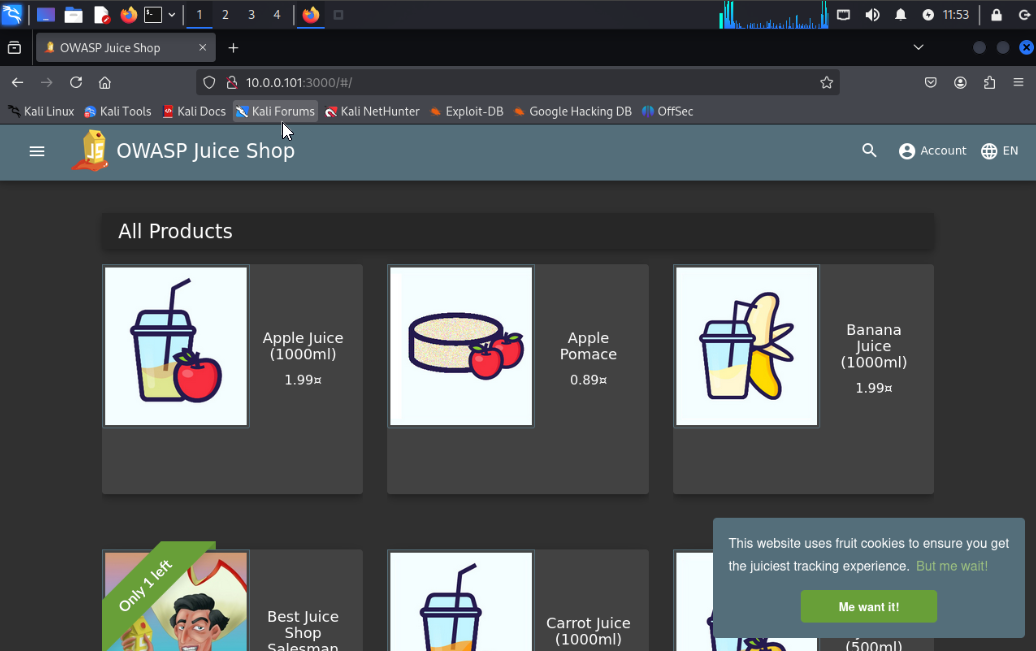 1 2 3 4 11:53
OWASP Juice Shop
10.0.0.101:3000/#/
Kali Linux Kali Tools Kali Docs Kali Forums Kali NetHunter Exploit-DB Google Hacking DB OffSec
JS OWASP Juice Shop Account EN
All Products
Apple Juice
(1000ml)
1.99¤
Apple
Pomace
0.89¤
Banana
Juice
(1000ml)
1.99¤
Only 1 left
Best Juice
Shop
Salesman
Carrot Juice
(1000ml)
(500ml)
This website uses fruit cookies to ensure you get
the juiciest tracking experience. But me wait!
Me want it!